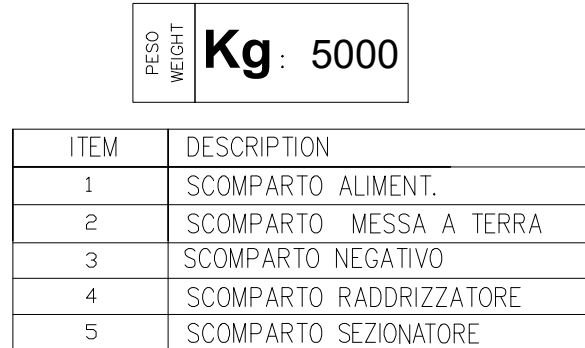 PESO
WEIGHT
Kg: 5000
ITEM DESCRIPTION
1 SCOMPARTO ALIMENT.
2 SCOMPARTO MESSA A TERRA
3 SCOMPARTO NEGATIVO
4 SCOMPARTO RADDRIZZATORE
5 SCOMPARTO SEZIONATORE